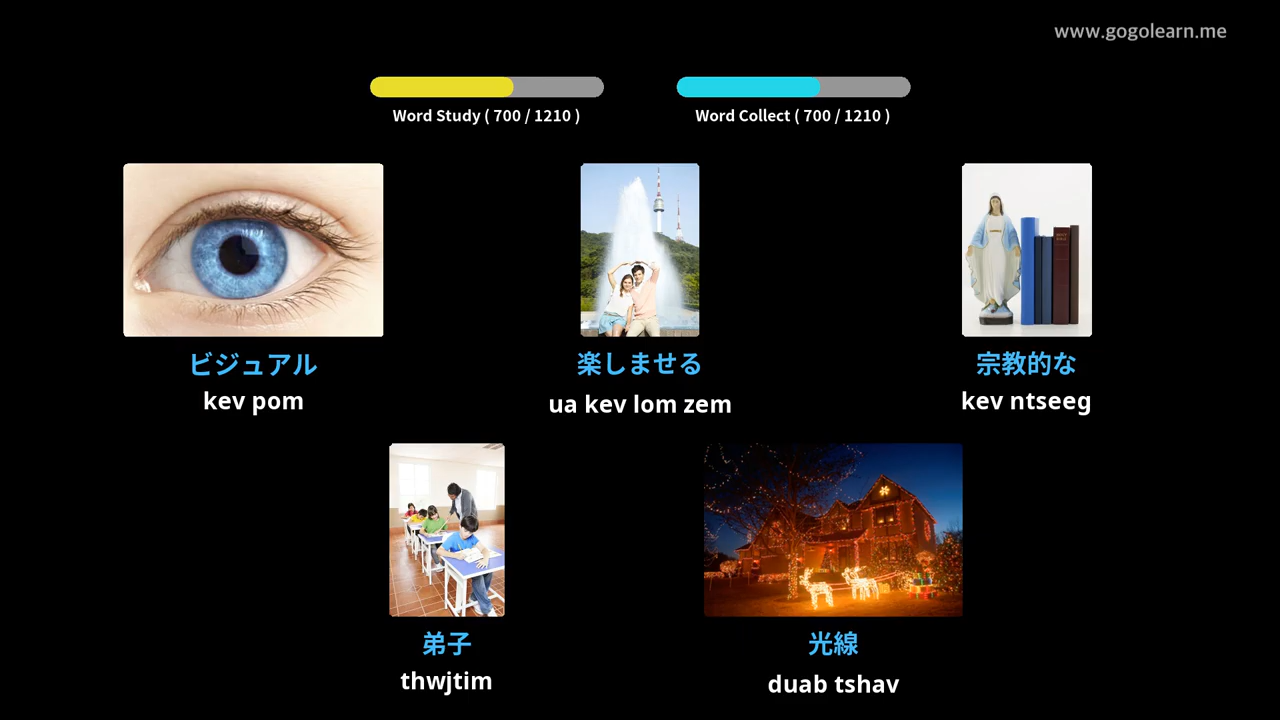 www.gogolearn.me
Word Study ( 700 / 1210 )
Word Collect ( 700 / 1210 )
ビジュアル
kev pom
楽しませる
ua kev lom zem
宗教的な
kev ntseeg
弟子
thwjtim
光線
duab tshav